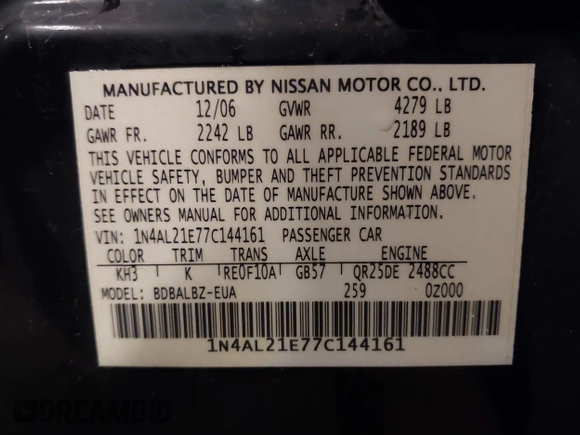 MANUFACTURED BY NISSAN MOTOR CO., LTD.
DATE 12/06 GVWR 4279 LB
GAWR FR. 2242 LB GAWR RR. 2189 LB
THIS VEHICLE CONFORMS TO ALL APPLICABLE FEDERAL MOTOR
VEHICLE SAFETY, BUMPER AND THEFT PREVENTION STANDARDS
IN EFFECT ON THE DATE OF MANUFACTURE SHOWN ABOVE.
SEE OWNERS MANUAL FOR ADDITIONAL INFORMATION.
VIN: 1N4AL21E77C144161 PASSENGER CAR
COLOR TRIM TRANS AXLE ENGINE
KH3 K RE0F10A GB57 QR25DE 2488CC
MODEL: BDBALBZ-EUA 259 0Z000
1N4AL21E77C144161
DREAMBID